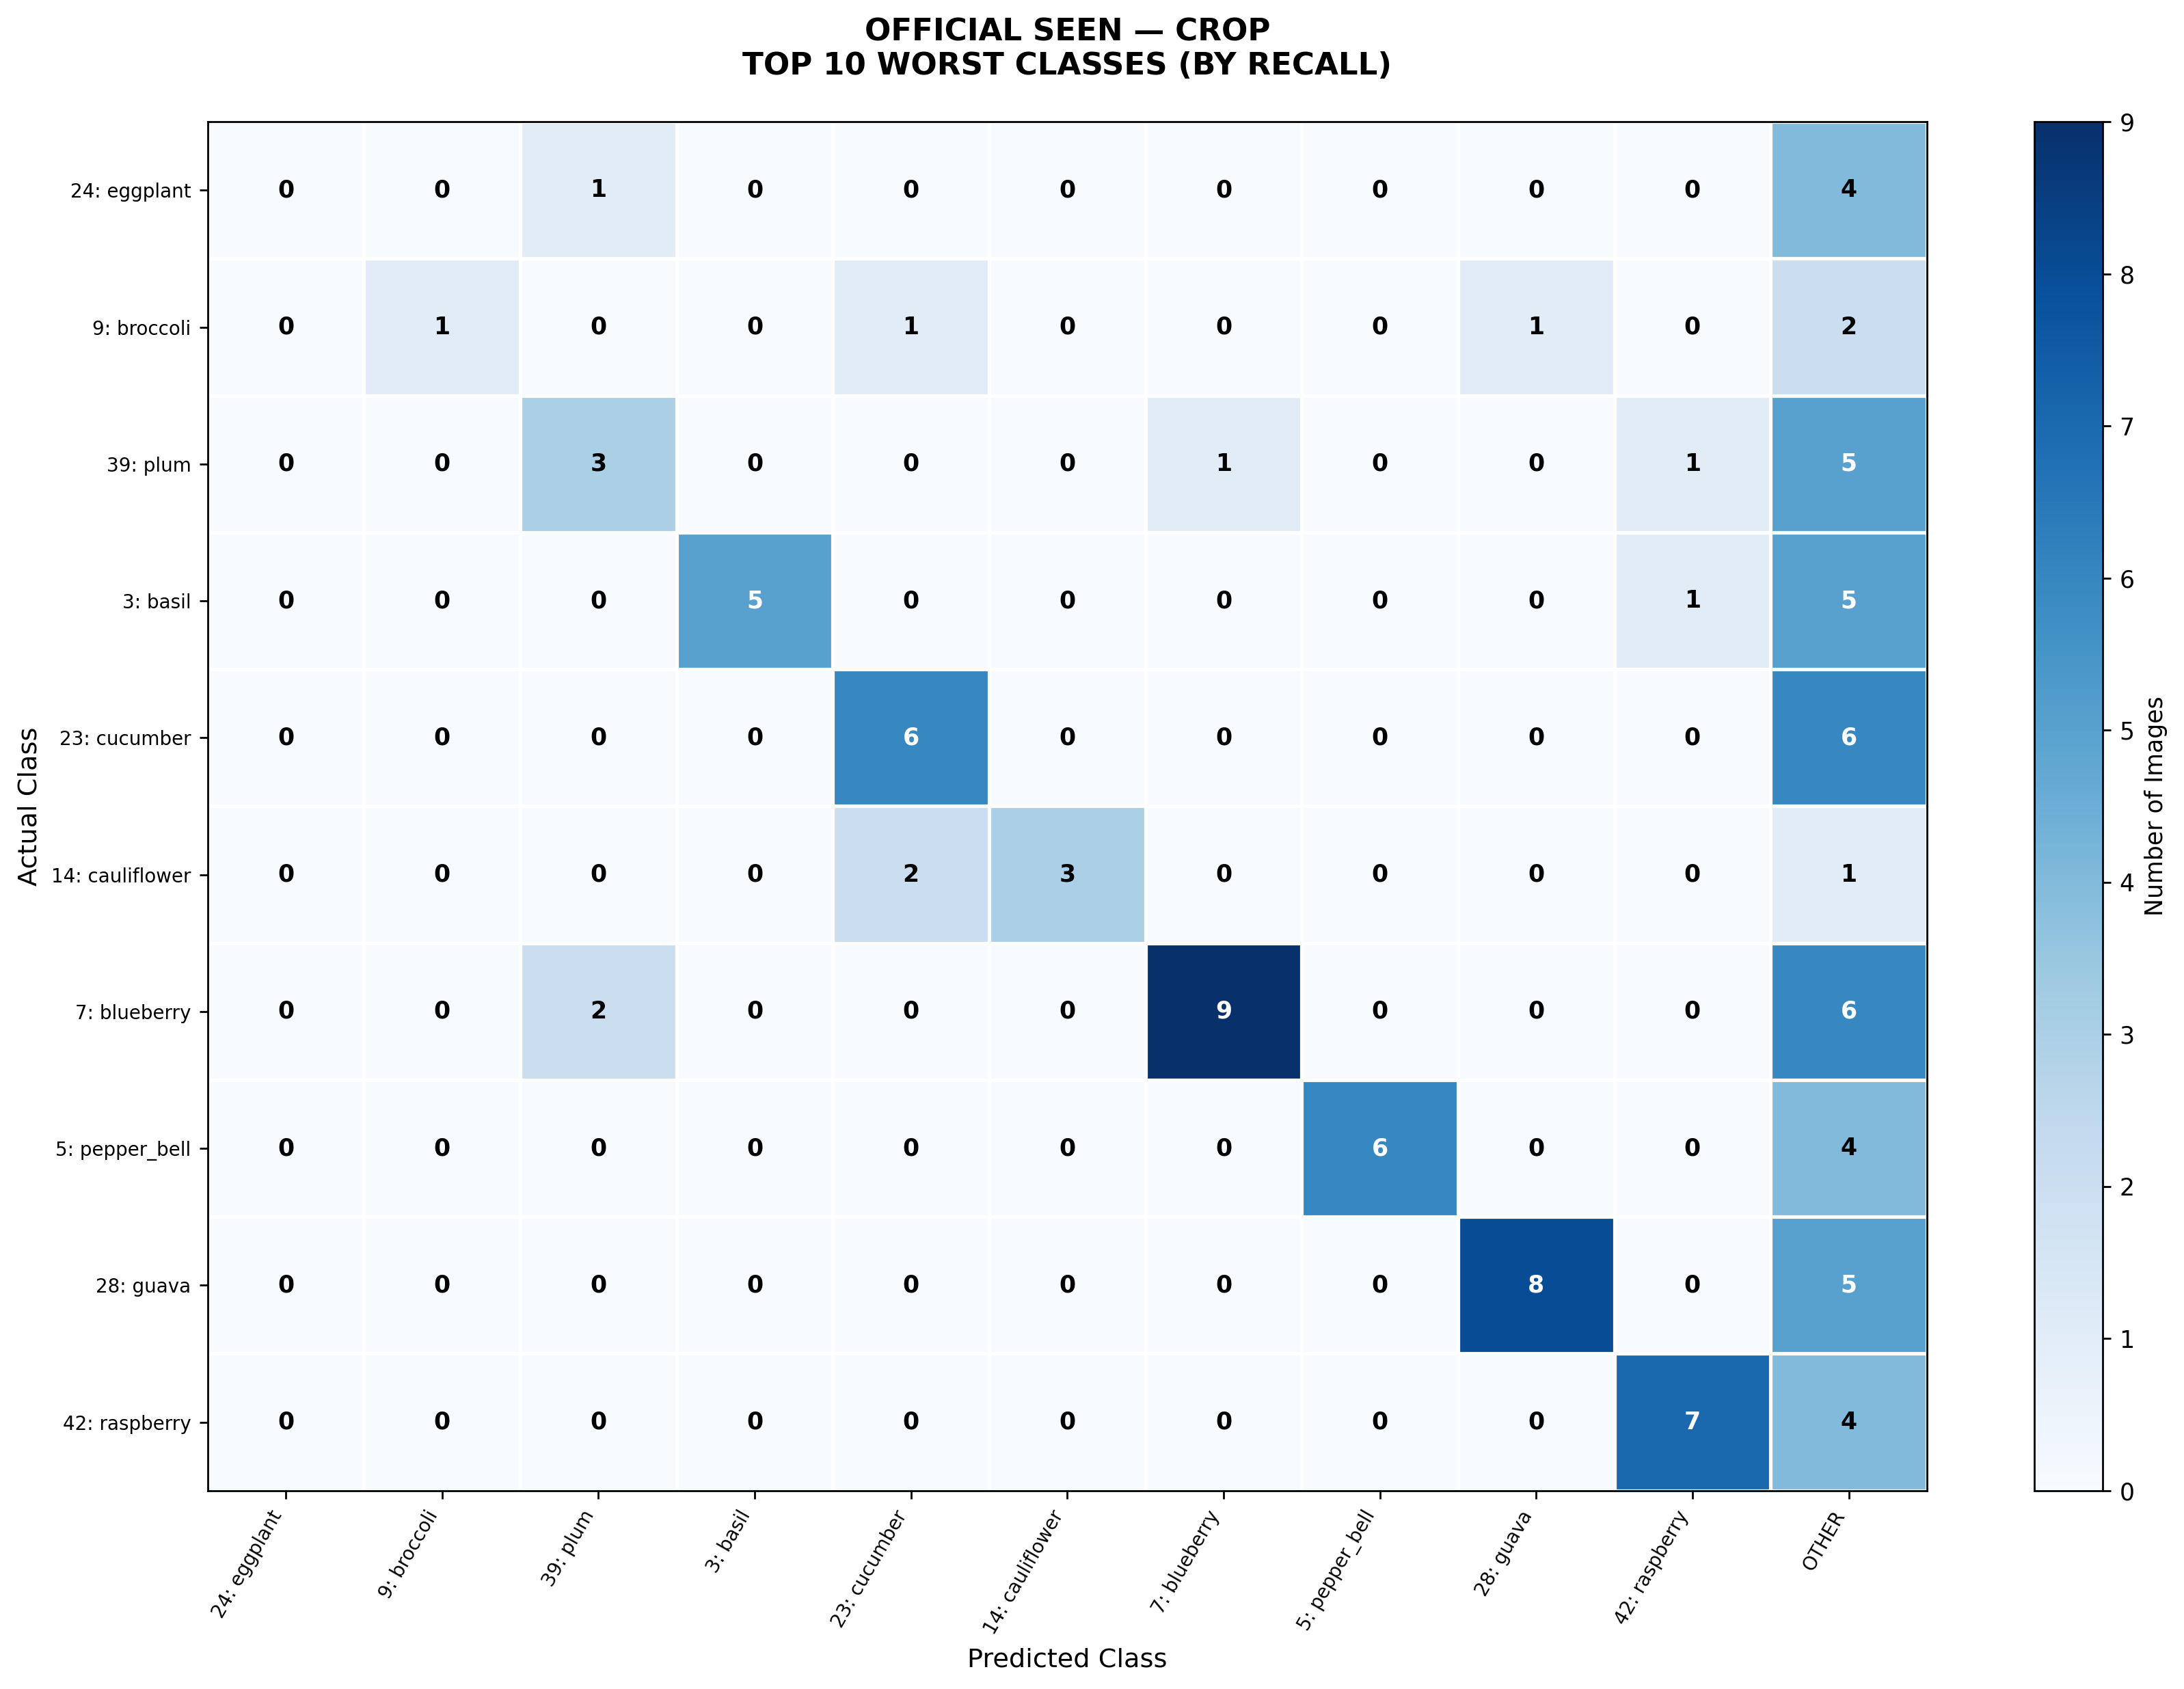 OFFICIAL SEEN — CROP
TOP 10 WORST CLASSES (BY RECALL)
Actual Class
24: eggplant 0 0 1 0 0 0 0 0 0 0 4
9: broccoli 0 1 0 0 1 0 0 0 1 0 2
39: plum 0 0 3 0 0 0 1 0 0 1 5
3: basil 0 0 0 5 0 0 0 0 0 1 5
23: cucumber 0 0 0 0 6 0 0 0 0 0 6
14: cauliflower 0 0 0 0 2 3 0 0 0 0 1
7: blueberry 0 0 2 0 0 0 9 0 0 0 6
5: pepper_bell 0 0 0 0 0 0 0 6 0 0 4
28: guava 0 0 0 0 0 0 0 0 8 0 5
42: raspberry 0 0 0 0 0 0 0 0 0 7 4
24: eggplant 9: broccoli 39: plum 3: basil 23: cucumber 14: cauliflower 7: blueberry 5: pepper_bell 28: guava 42: raspberry OTHER
Predicted Class
9
8
7
6
5
4
3
2
1
0
Number of Images